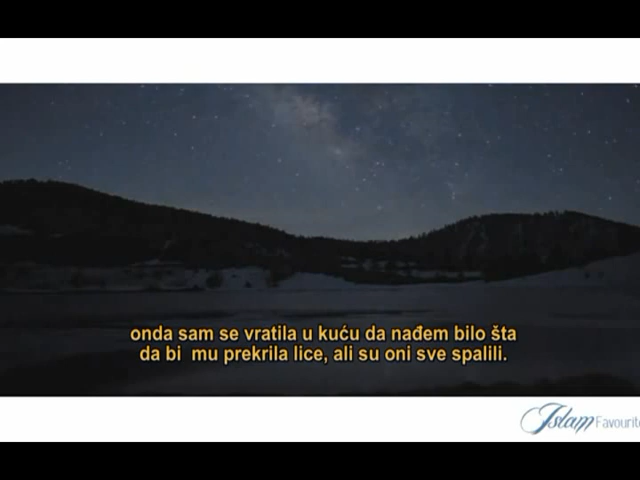 onda sam se vratila u kuću da nađem bilo šta
da bi  mu prekrila lice, ali su oni sve spalili.
Islam Favourite